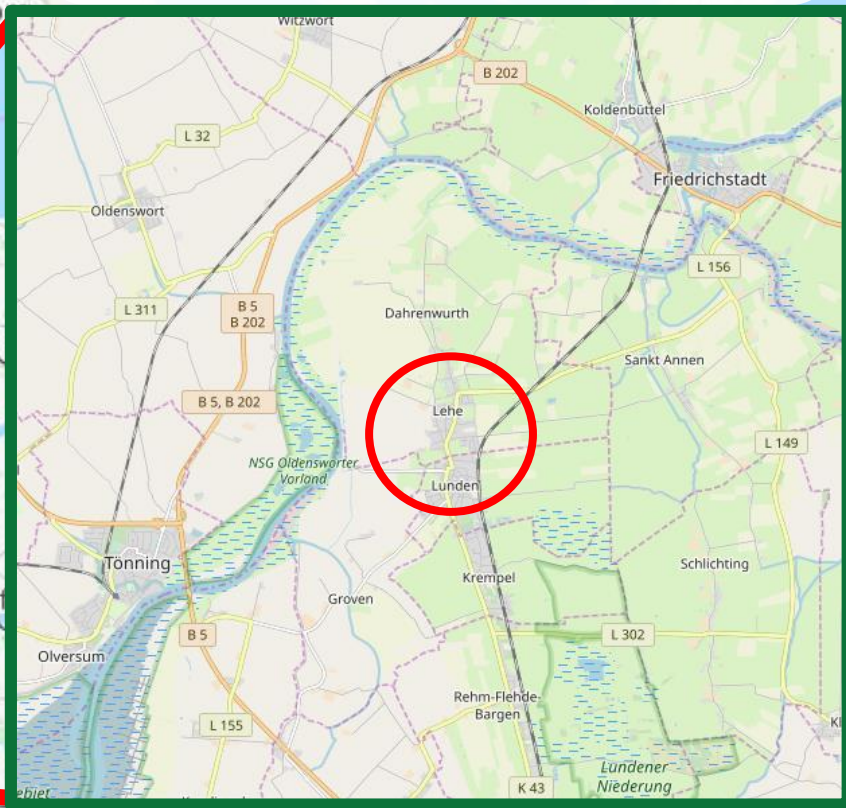 Witzwort
B 202
Koldenbüttel
L 32
Friedrichstadt
Oldenswort
L 156
L 311
B 5
B 202
Dahrenwurth
Sankt Annen
B 5, B 202
Lehe
L 149
NSG Oldensworter
Vorland
Lunden
Tönning
Krempel
Schlichting
Groven
B 5
L 302
Olversum
Rehm-Flehde-
Bargen
L 155
Lundener
Niederung
K 43